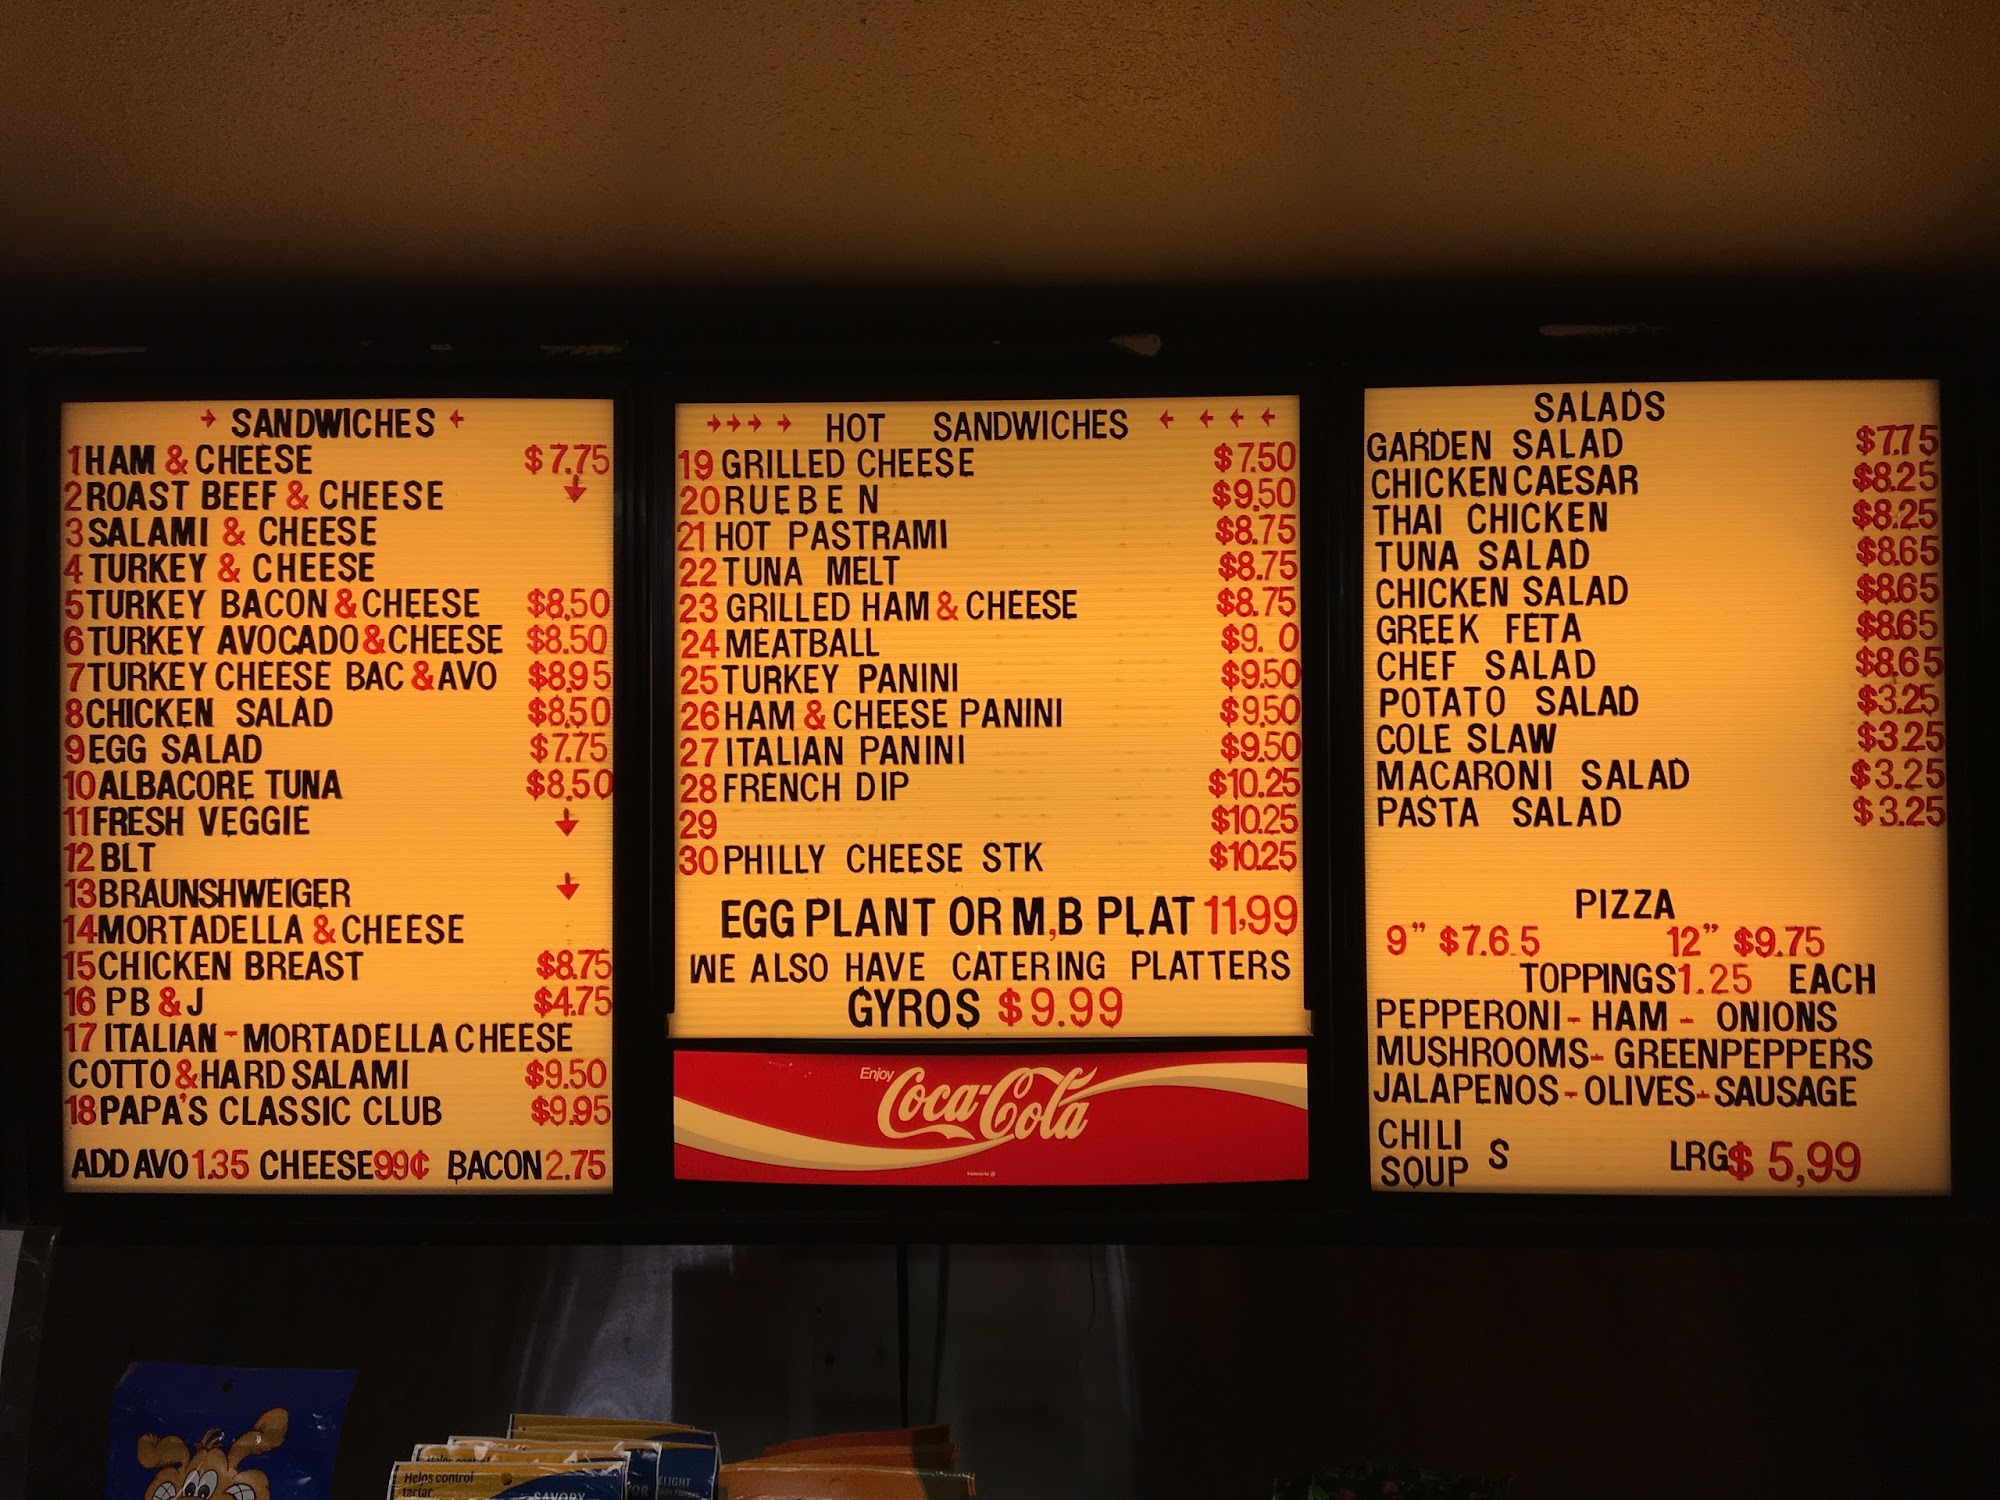 SANDWICHES
1 HAM & CHEESE $7.75
2 ROAST BEEF & CHEESE
3 SALAMI & CHEESE
4 TURKEY & CHEESE
5 TURKEY BACON & CHEESE $8.50
6 TURKEY AVOCADO & CHEESE $8.50
7 TURKEY CHEESE BAC & AVO $8.95
8 CHICKEN SALAD $8.50
9 EGG SALAD $7.75
10 ALBACORE TUNA $8.50
11 FRESH VEGGIE
12 BLT
13 BRAUNSHWEIGER
14 MORTADELLA & CHEESE
15 CHICKEN BREAST $8.75
16 PB & J $4.75
17 ITALIAN - MORTADELLA CHEESE
COTTO & HARD SALAMI $9.50
18 PAPA'S CLASSIC CLUB $9.95
ADD AVO 1.35 CHEESE 99¢ BACON 2.75
HOT SANDWICHES
19 GRILLED CHEESE $7.50
20 RUEBEN $9.50
21 HOT PASTRAMI $8.75
22 TUNA MELT $8.75
23 GRILLED HAM & CHEESE $8.75
24 MEATBALL $9. 0
25 TURKEY PANINI $9.50
26 HAM & CHEESE PANINI $9.50
27 ITALIAN PANINI $9.50
28 FRENCH DIP $10.25
29 $10.25
30 PHILLY CHEESE STK $10.25
EGG PLANT OR M,B PLAT 11,99
WE ALSO HAVE CATERING PLATTERS
GYROS $9.99
Enjoy
Coca-Cola
SALADS
GARDEN SALAD $7.75
CHICKEN CAESAR $8.25
THAI CHICKEN $8.25
TUNA SALAD $8.65
CHICKEN SALAD $8.65
GREEK FETA $8.65
CHEF SALAD $8.65
POTATO SALAD $3.25
COLE SLAW $3.25
MACARONI SALAD $3.25
PASTA SALAD $3.25
PIZZA
9" $7.6.5 12" $9.75
TOPPINGS 1.25 EACH
PEPPERONI - HAM - ONIONS
MUSHROOMS - GREENPEPPERS
JALAPENOS - OLIVES - SAUSAGE
CHILI
SOUP S LRG $5,99
Helps control
tartar
SAVORY